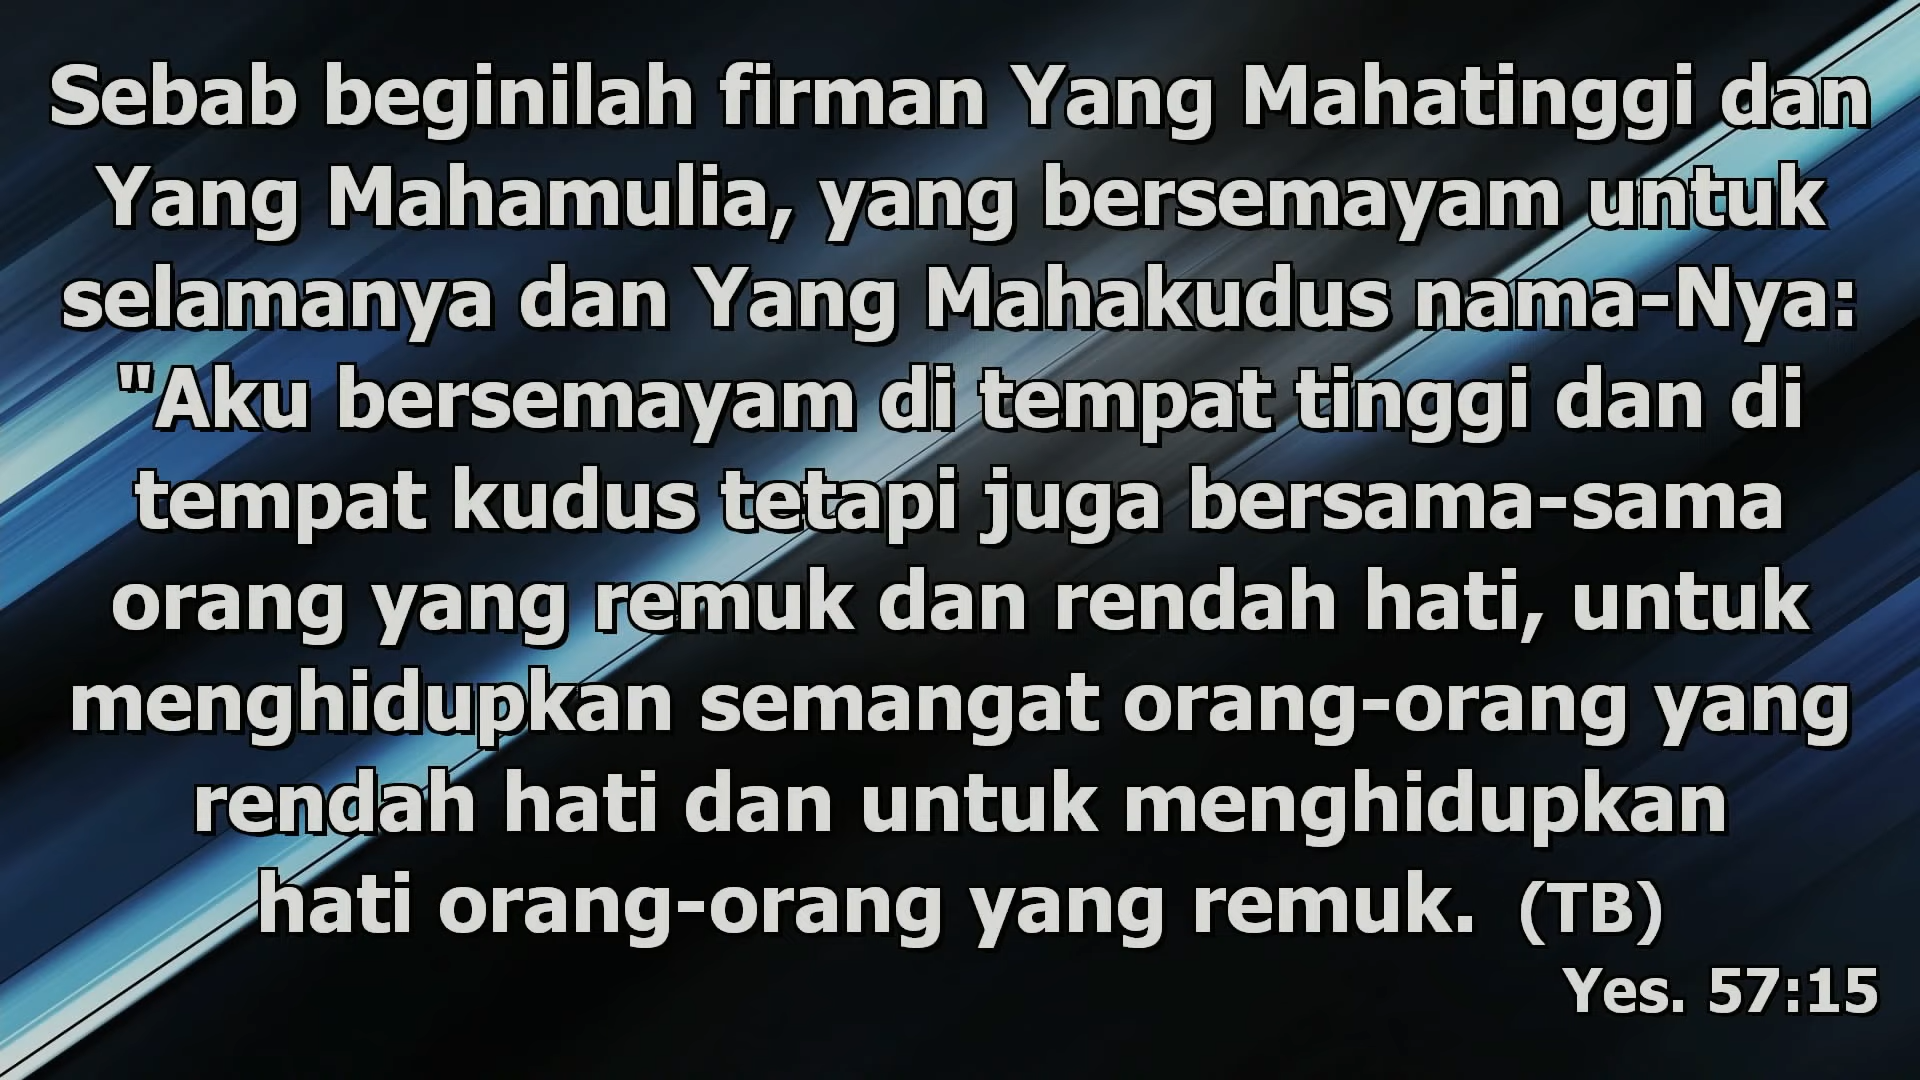 Sebab beginilah firman Yang Mahatinggi dan
Yang Mahamulia, yang bersemayam untuk
selamanya dan Yang Mahakudus nama-Nya:
"Aku bersemayam di tempat tinggi dan di
tempat kudus tetapi juga bersama-sama
orang yang remuk dan rendah hati, untuk
menghidupkan semangat orang-orang yang
rendah hati dan untuk menghidupkan
hati orang-orang yang remuk. (TB)
Yes. 57:15